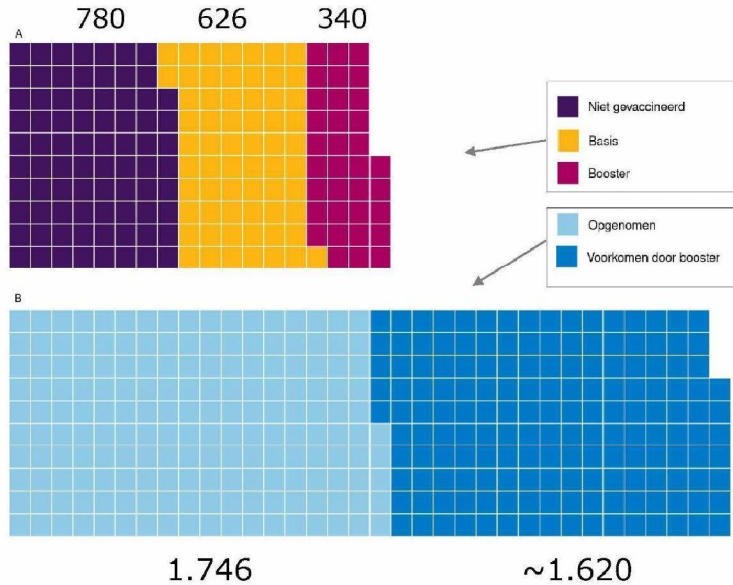 780 626 340
A
Niet gevaccineerd
Basis
Booster
Opgenomen
Voorkomen door booster
B
1.746 ~1.620